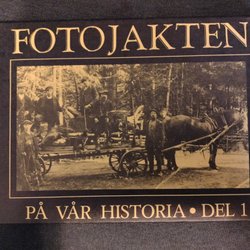 FOTOJAKTEN
PÅ VÅR HISTORIA • DEL 1